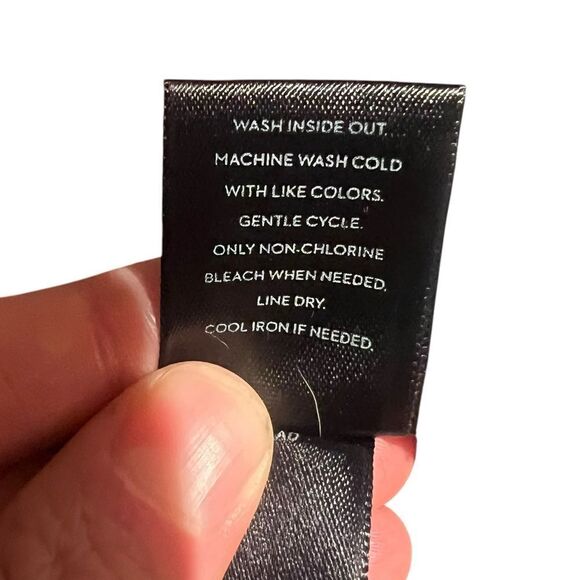 WASH INSIDE OUT.
MACHINE WASH COLD
WITH LIKE COLORS.
GENTLE CYCLE.
ONLY NON-CHLORINE
BLEACH WHEN NEEDED.
LINE DRY.
COOL IRON IF NEEDED.